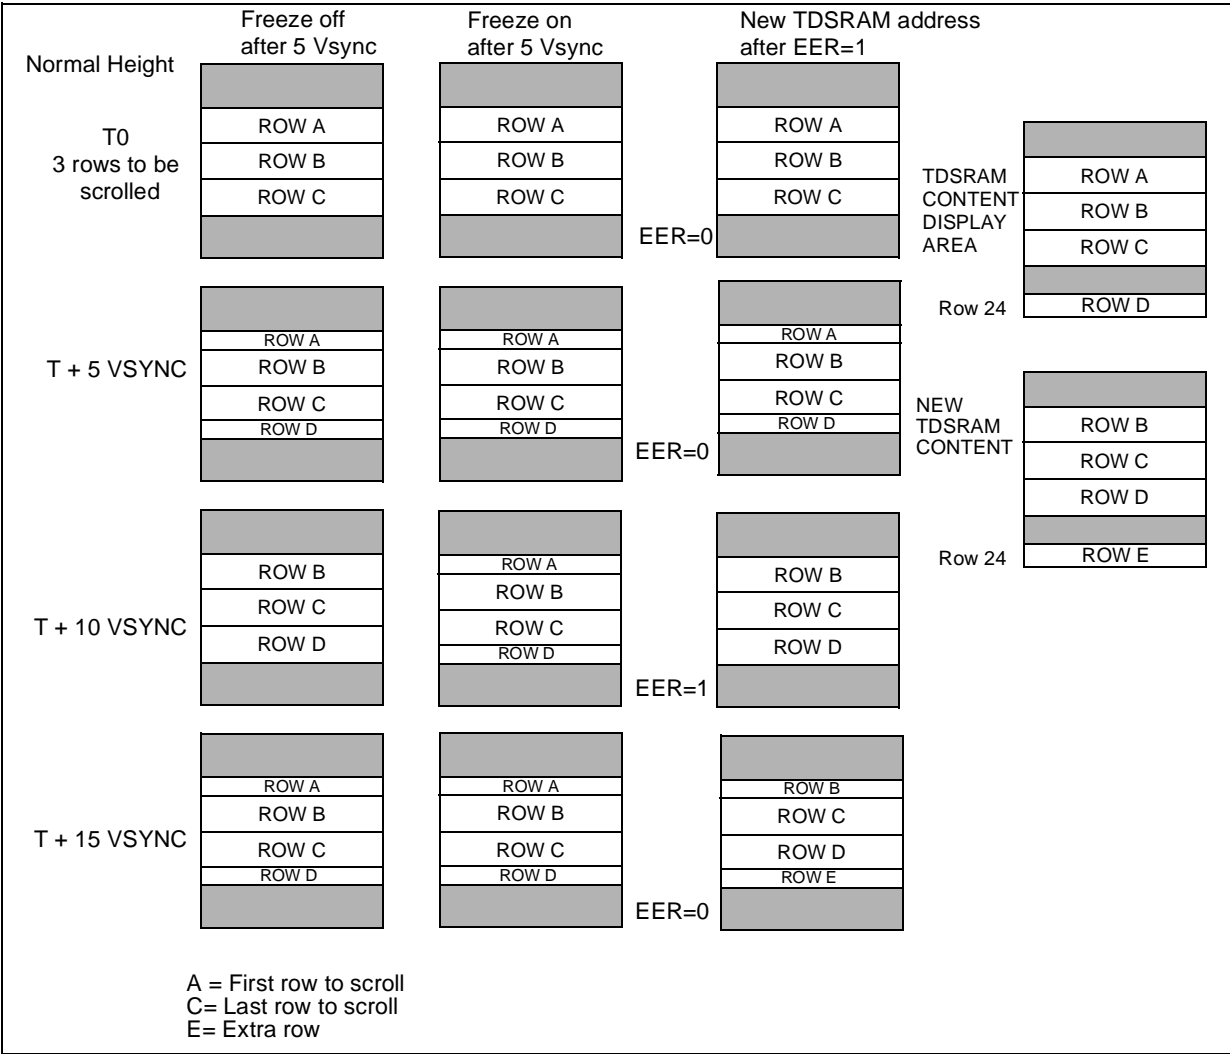 Freeze off
after 5 Vsync
Freeze on
after 5 Vsync
New TDSRAM address
after EER=1
Normal Height
T0
3 rows to be
scrolled
ROW A
ROW B
ROW C
ROW A
ROW B
ROW C
EER=0
ROW A
ROW B
ROW C
TDSRAM
CONTENT
DISPLAY
AREA
ROW A
ROW B
ROW C
Row 24
ROW D
T + 5 VSYNC
ROW A
ROW B
ROW C
ROW D
ROW A
ROW B
ROW C
ROW D
EER=0
ROW A
ROW B
ROW C
ROW D
NEW
TDSRAM
CONTENT
ROW B
ROW C
ROW D
Row 24
ROW E
T + 10 VSYNC
ROW B
ROW C
ROW D
ROW A
ROW B
ROW C
ROW D
EER=1
ROW B
ROW C
ROW D
T + 15 VSYNC
ROW A
ROW B
ROW C
ROW D
ROW A
ROW B
ROW C
ROW D
EER=0
ROW B
ROW C
ROW D
ROW E
A = First row to scroll
C= Last row to scroll
E= Extra row